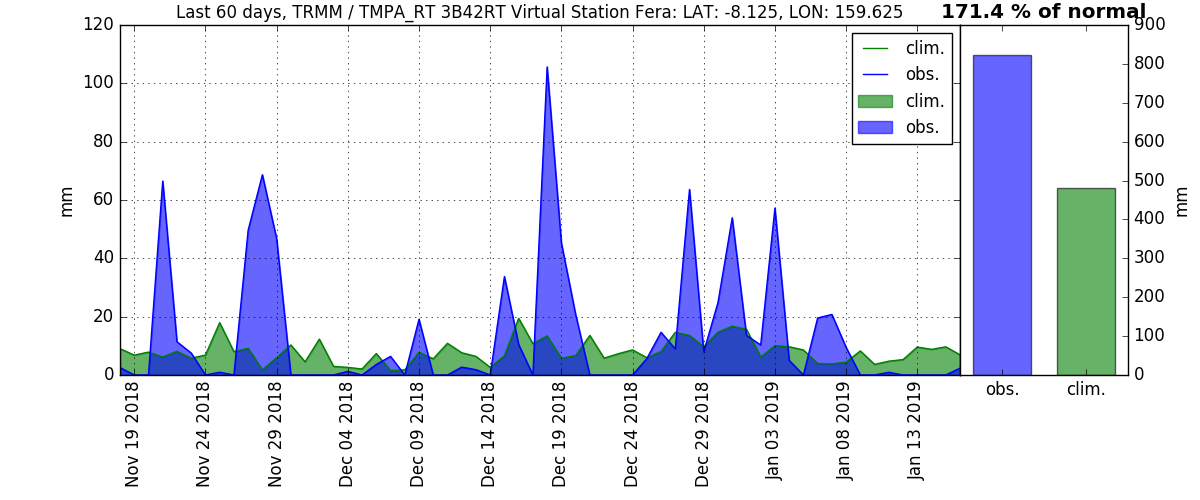 Last 60 days, TRMM / TMPA_RT 3B42RT Virtual Station Fera: LAT: -8.125, LON: 159.625
171.4 % of normal
120
100
80
60
40
20
0
mm
clim.
obs.
clim.
obs.
900
800
700
600
500
400
300
200
100
0
mm
Nov 19 2018
Nov 24 2018
Nov 29 2018
Dec 04 2018
Dec 09 2018
Dec 14 2018
Dec 19 2018
Dec 24 2018
Dec 29 2018
Jan 03 2019
Jan 08 2019
Jan 13 2019
obs.
clim.